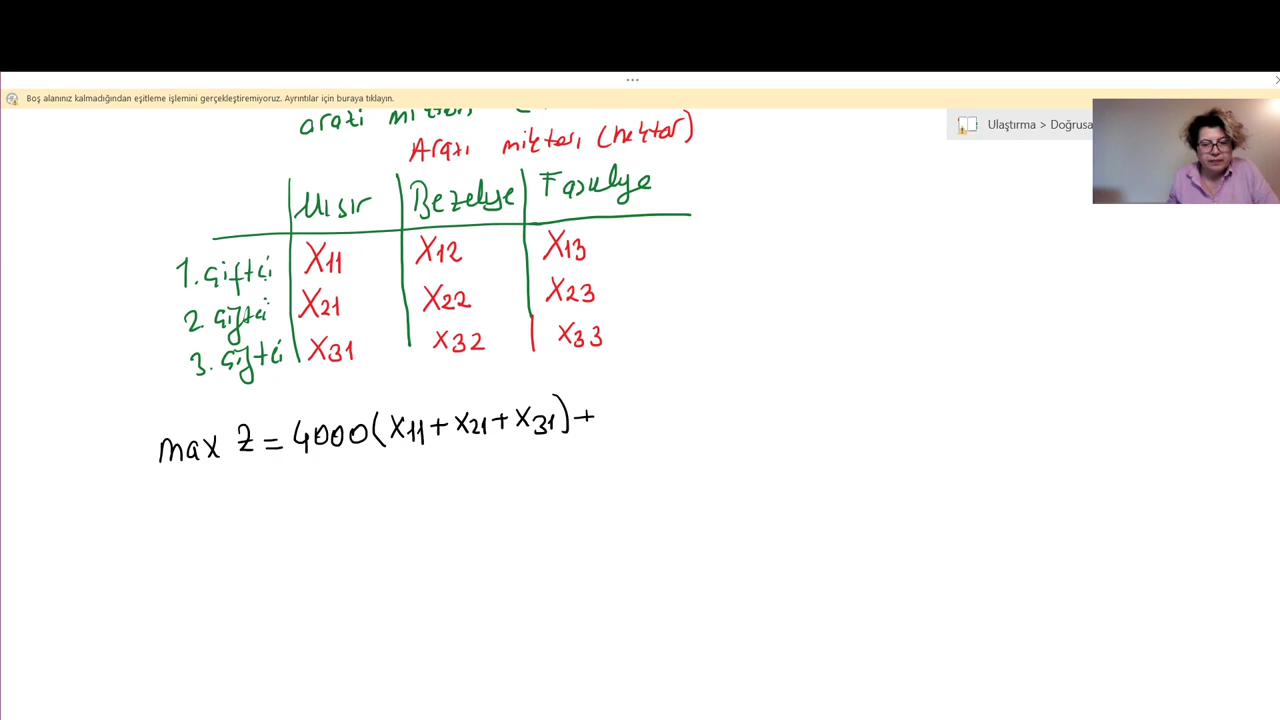 ...
Boş alanınız kalmadığından eşitleme işlemini gerçekleştiremiyoruz. Ayrıntılar için buraya tıklayın.
Ulaştırma > Doğrusa
arazi miktarı
Arazi miktarı (hektar)
Mısır Bezelye Fasulye
1. çiftçi X11 X12 X13
2. çiftçi X21 X22 X23
3. çiftçi X31 X32 X33
max Z = 4000(X11 + X21 + X31) +